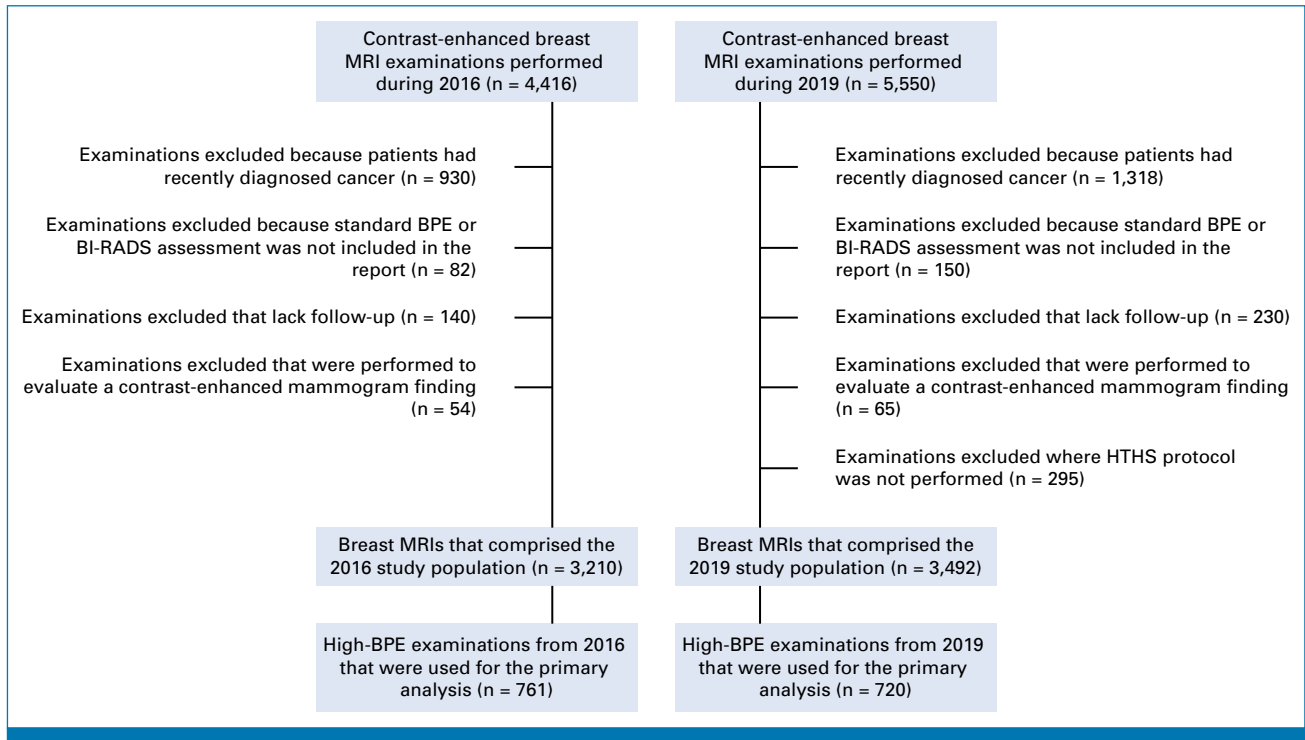 Contrast-enhanced breast
MRI examinations performed
during 2016 (n = 4,416)
Examinations excluded because patients had
recently diagnosed cancer (n = 930)
Examinations excluded because standard BPE or
BI-RADS assessment was not included in the
report (n = 82)
Examinations excluded that lack follow-up (n = 140)
Examinations excluded that were performed to
evaluate a contrast-enhanced mammogram finding
(n = 54)
Breast MRIs that comprised the
2016 study population (n = 3,210)
High-BPE examinations from 2016
that were used for the primary
analysis (n = 761)
Contrast-enhanced breast
MRI examinations performed
during 2019 (n = 5,550)
Examinations excluded because patients had
recently diagnosed cancer (n = 1,318)
Examinations excluded because standard BPE or
BI-RADS assessment was not included in the
report (n = 150)
Examinations excluded that lack follow-up (n = 230)
Examinations excluded that were performed to
evaluate a contrast-enhanced mammogram finding
(n = 65)
Examinations excluded where HTHS protocol
was not performed (n = 295)
Breast MRIs that comprised the
2019 study population (n = 3,492)
High-BPE examinations from 2019
that were used for the primary
analysis (n = 720)